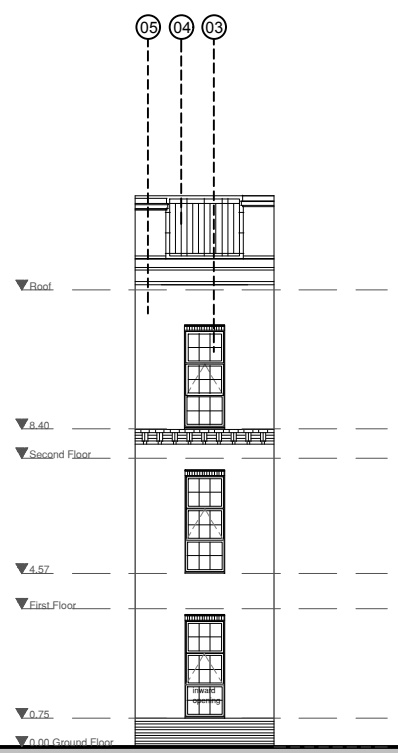 05 04 03
Roof
8.40
Second Floor
4.57
First Floor
inward
opening
0.75
0.00 Ground Floor